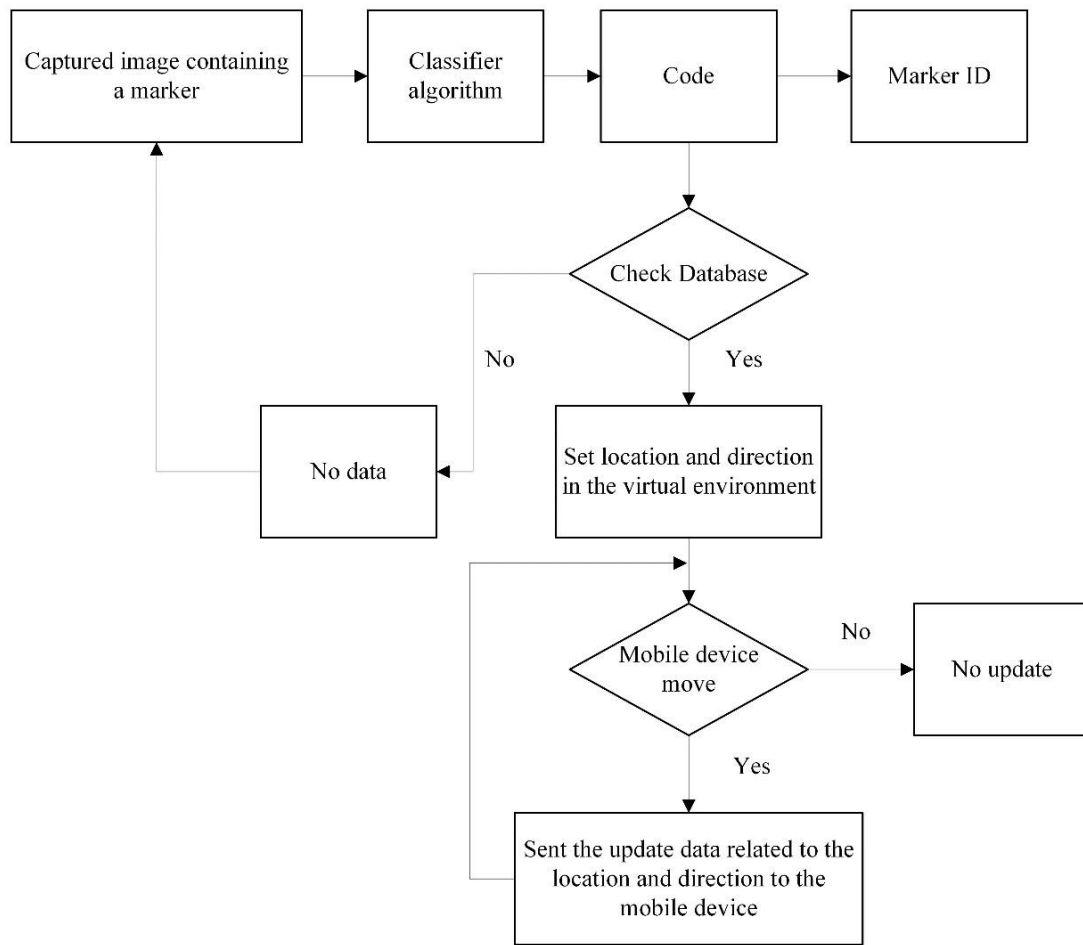 Captured image containing
a marker
Classifier
algorithm
Code
Marker ID
Check Database
No
Yes
No data
Set location and direction
in the virtual environment
Mobile device
move
No
No update
Yes
Sent the update data related to the
location and direction to the
mobile device